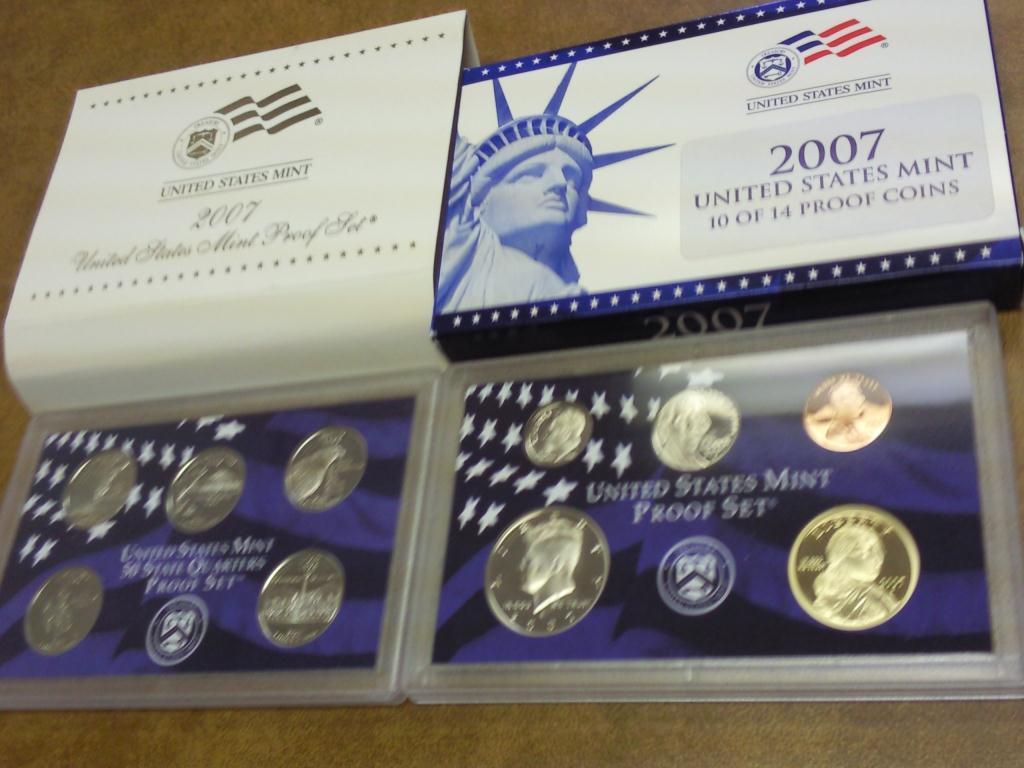 UNITED STATES MINT
2007
United States Mint Proof Set®
UNITED STATES MINT
2007
UNITED STATES MINT
10 OF 14 PROOF COINS
2007
UNITED STATES MINT
50 STATE QUARTERS
PROOF SET™
UNITED STATES MINT
PROOF SET®